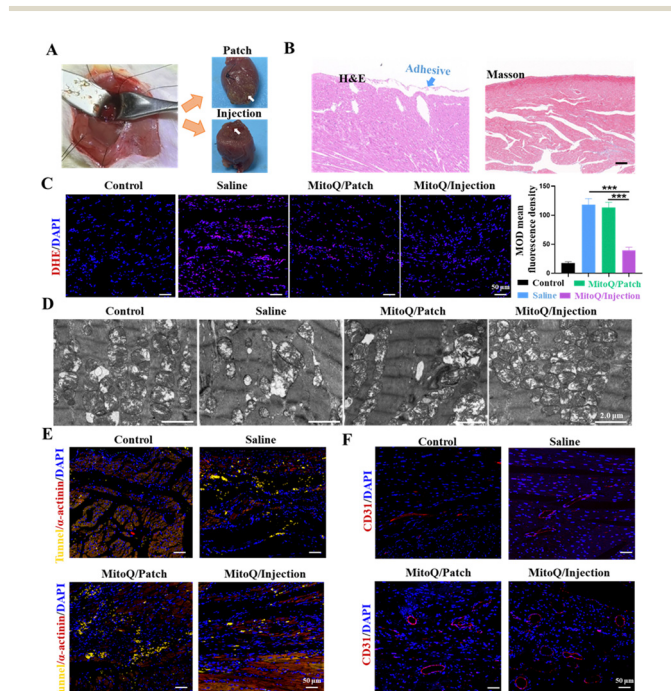 A
Patch
Injection
B
H&E
Adhesive
Masson
C
Control
Saline
MitoQ/Patch
MitoQ/Injection
DHE/DAPI
50 μm
MOD mean
fluorescence density
150
100
50
0
***
***
Control
MitoQ/Patch
Saline
MitoQ/Injection
D
Control
Saline
MitoQ/Patch
MitoQ/Injection
2.0 μm
E
Control
Saline
Tunnel/α-actinin/DAPI
MitoQ/Patch
MitoQ/Injection
unnel/α-actinin/DAPI
50 μm
F
Control
Saline
CD31/DAPI
MitoQ/Patch
MitoQ/Injection
CD31/DAPI
50 μm